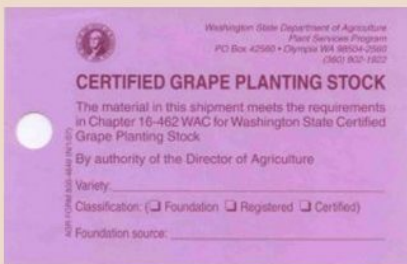 Washington State Department of Agriculture
Plant Services Program
PO Box 42560 • Olympia WA 98504-2560
(360) 902-1922
CERTIFIED GRAPE PLANTING STOCK
The material in this shipment meets the requirements
in Chapter 16-462 WAC for Washington State Certified
Grape Planting Stock
By authority of the Director of Agriculture
Variety:
Classification: (❏ Foundation ❏ Registered ❏ Certified)
Foundation source: